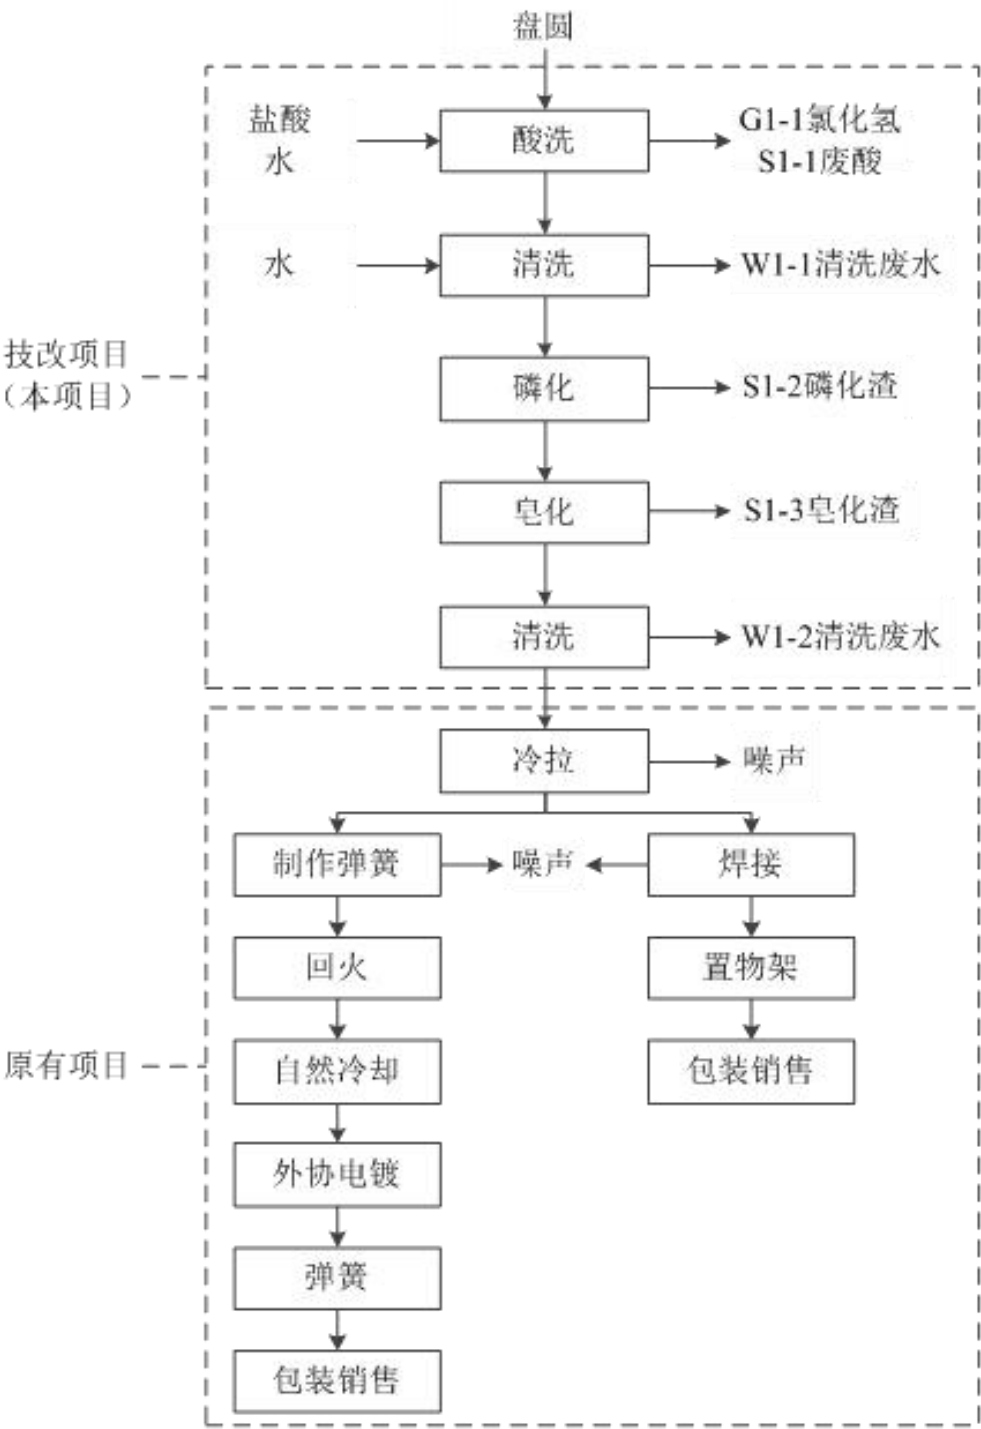 盘圆
盐酸
水
酸洗
G1-1氯化氢
S1-1废酸
水
清洗
W1-1清洗废水
技改项目
（本项目）
磷化
S1-2磷化渣
皂化
S1-3皂化渣
清洗
W1-2清洗废水
冷拉
噪声
制作弹簧
噪声
焊接
回火
置物架
原有项目
自然冷却
包装销售
外协电镀
弹簧
包装销售